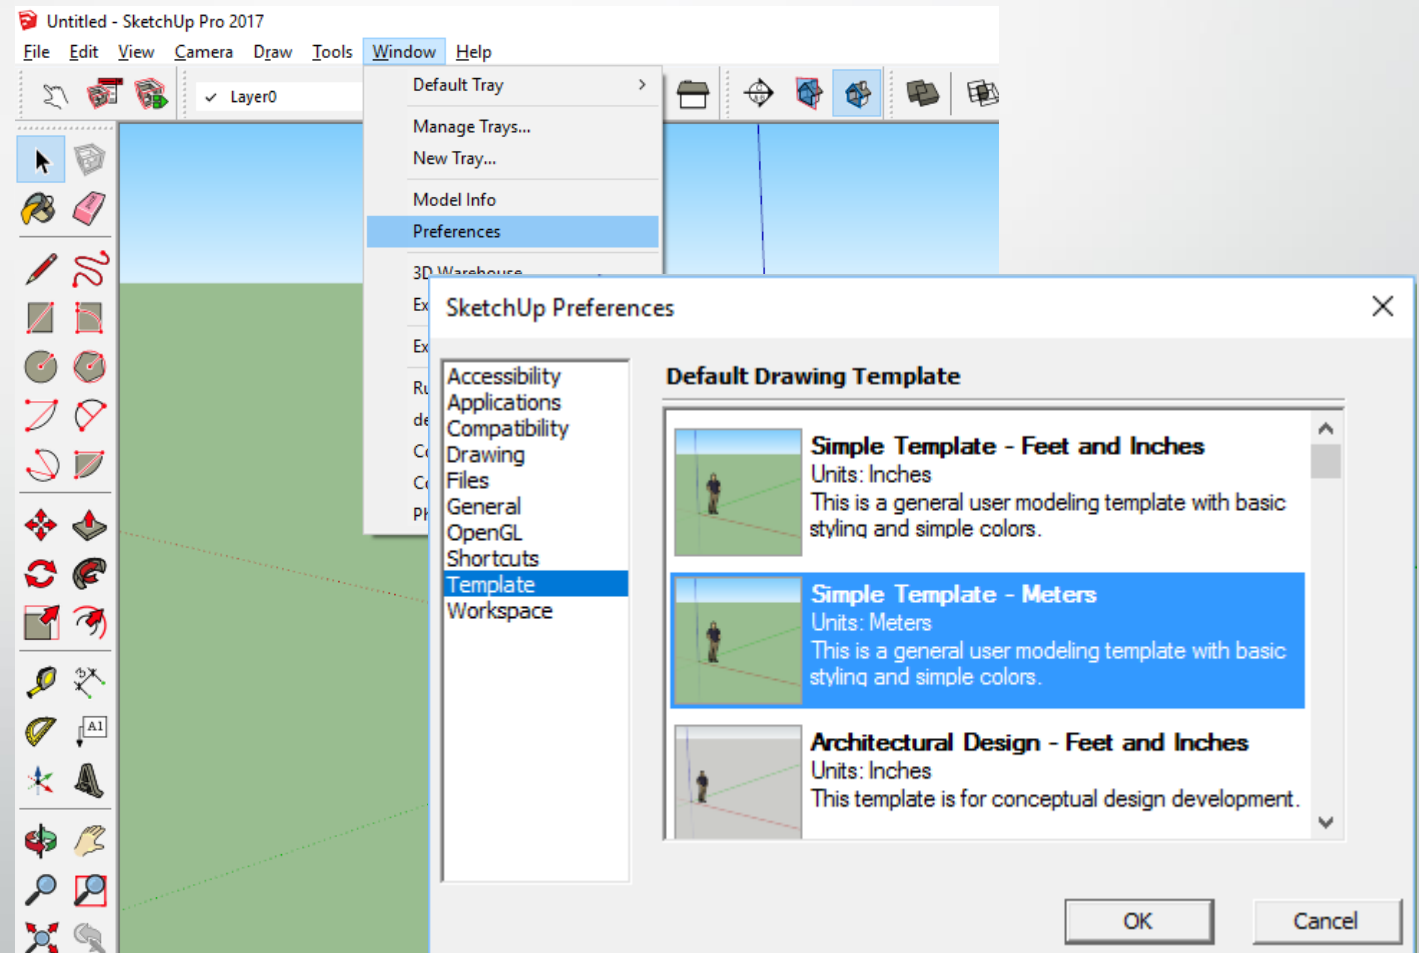 Untitled - SketchUp Pro 2017
File Edit View Camera Draw Tools Window Help
Layer0
Default Tray
Manage Trays...
New Tray...
Model Info
Preferences
3D Warehouse
SketchUp Preferences
Accessibility
Applications
Compatibility
Drawing
Files
General
OpenGL
Shortcuts
Template
Workspace
Default Drawing Template
Simple Template - Feet and Inches
Units: Inches
This is a general user modeling template with basic
styling and simple colors.
Simple Template - Meters
Units: Meters
This is a general user modeling template with basic
styling and simple colors.
Architectural Design - Feet and Inches
Units: Inches
This template is for conceptual design development.
OK
Cancel
A1